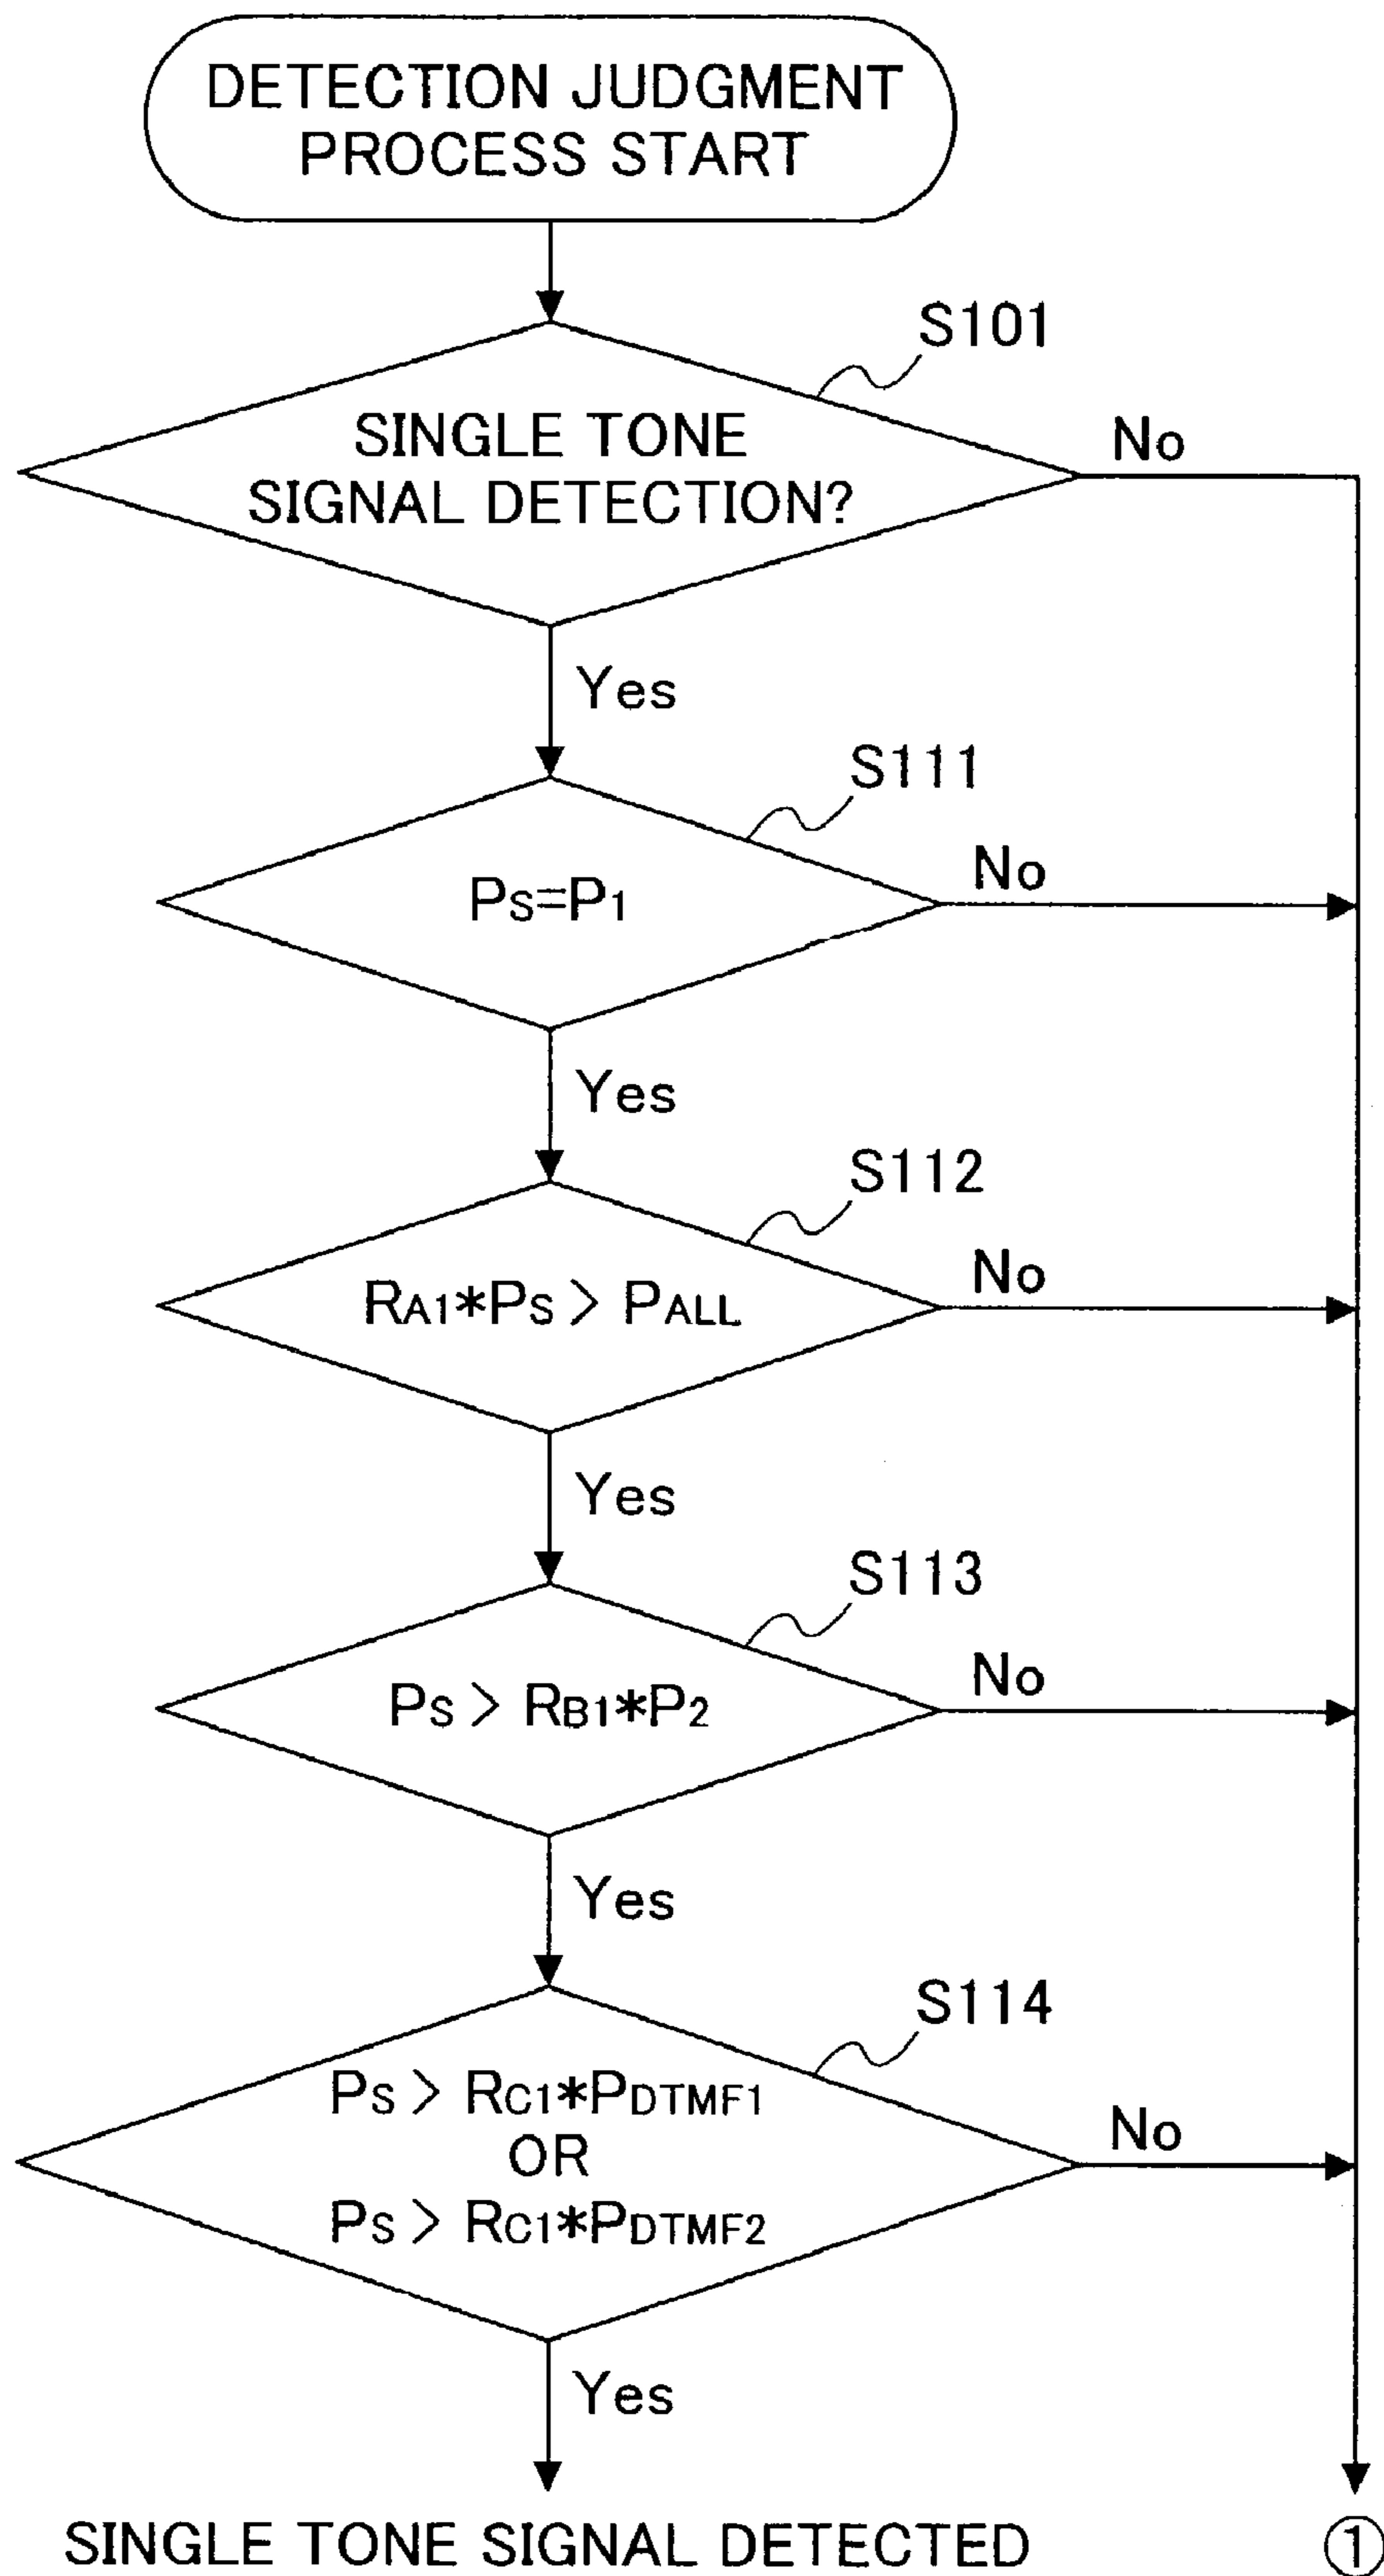 DETECTION JUDGMENT
PROCESS START
S101
SINGLE TONE
SIGNAL DETECTION?
No
Yes
S111
PS=P1
No
Yes
S112
RA1*PS > PALL
No
Yes
S113
PS > RB1*P2
No
Yes
S114
PS > RC1*PDTMF1
OR
PS > RC1*PDTMF2
No
Yes
SINGLE TONE SIGNAL DETECTED
①